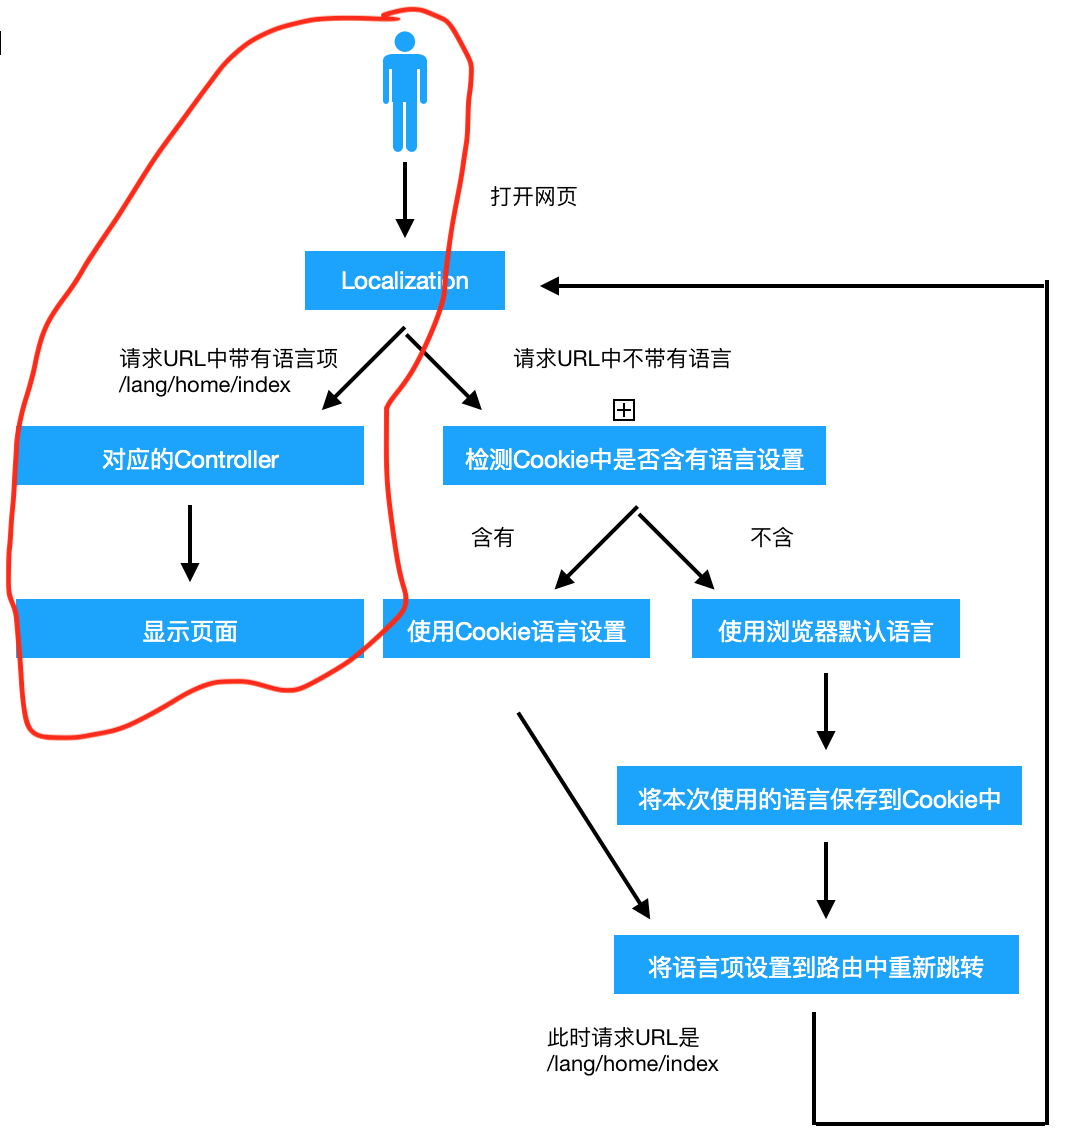 打开网页
Localization
请求URL中带有语言项
/lang/home/index
请求URL中不带有语言
对应的Controller
检测Cookie中是否含有语言设置
含有
不含
显示页面
使用Cookie语言设置
使用浏览器默认语言
将本次使用的语言保存到Cookie中
将语言项设置到路由中重新跳转
此时请求URL是
/lang/home/index